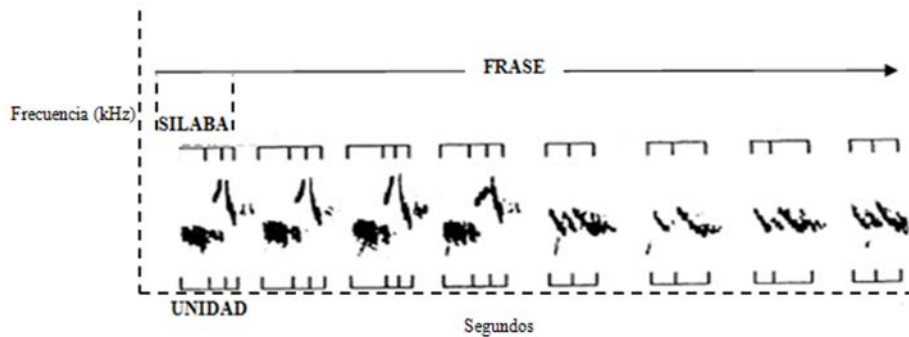 FRASE
Frecuencia (kHz)
SILABA
UNIDAD
Segundos